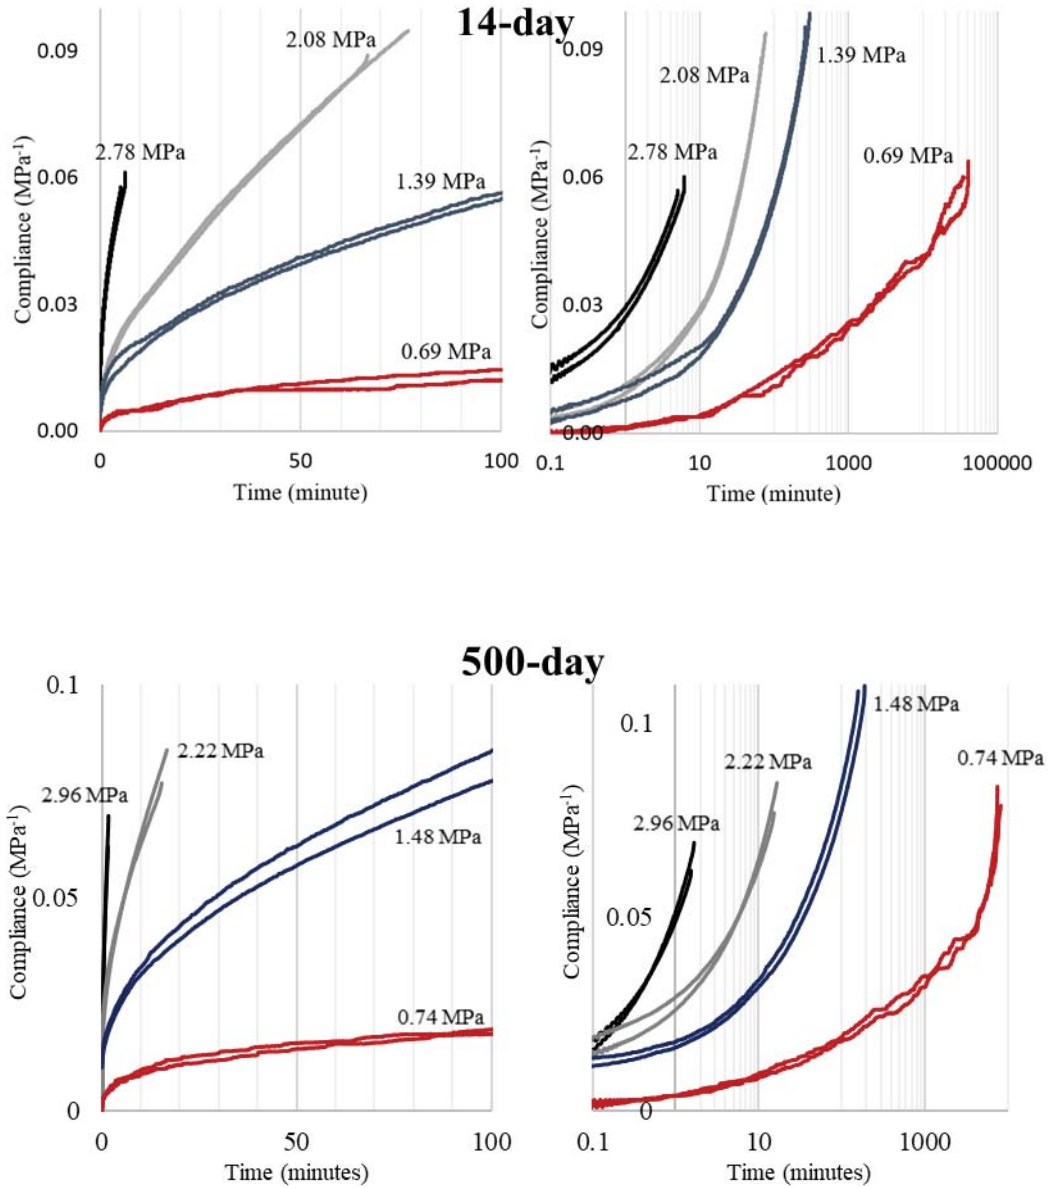 14-day
0.09
0.06
0.03
0.00
Compliance (MPa⁻¹)
2.08 MPa
2.78 MPa
1.39 MPa
0.69 MPa
0
50
100
Time (minute)
0.09
0.06
0.03
0.00
Compliance (MPa⁻¹)
1.39 MPa
2.08 MPa
2.78 MPa
0.69 MPa
0.1
10
1000
100000
Time (minute)
500-day
0.1
0.05
0
Compliance (MPa⁻¹)
2.22 MPa
2.96 MPa
1.48 MPa
0.74 MPa
0
50
100
Time (minutes)
0.1
0.05
0
Compliance (MPa⁻¹)
1.48 MPa
0.74 MPa
2.22 MPa
2.96 MPa
0.1
10
1000
Time (minutes)